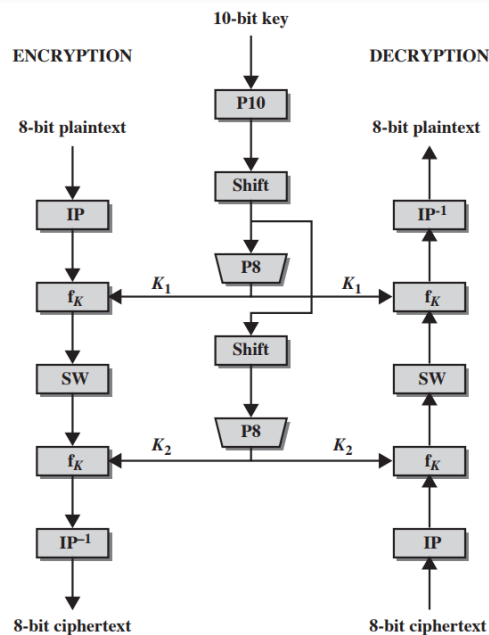 10-bit key
ENCRYPTION
DECRYPTION
P10
8-bit plaintext
8-bit plaintext
Shift
IP
IP-1
P8
K1
K1
fK
fK
Shift
SW
SW
P8
K2
K2
fK
fK
IP–1
IP
8-bit ciphertext
8-bit ciphertext